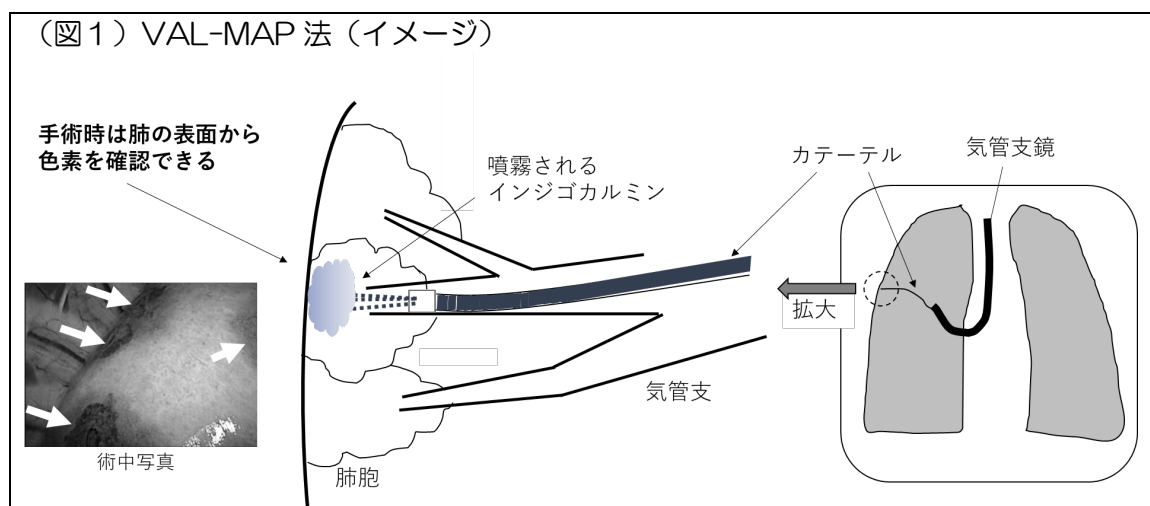 （図１）VAL-MAP 法（イメージ）
手術時は肺の表面から
色素を確認できる
噴霧される
インジゴカルミン
カテーテル
気管支鏡
拡大
気管支
術中写真
肺胞